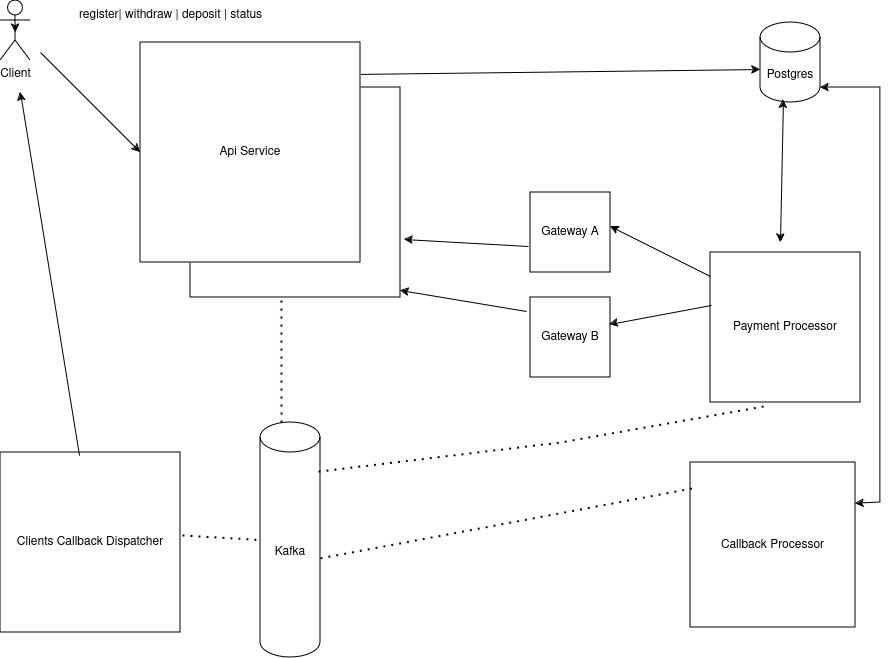 register| withdraw | deposit | status
Client
Postgres
Api Service
Gateway A
Gateway B
Payment Processor
Clients Callback Dispatcher
Kafka
Callback Processor